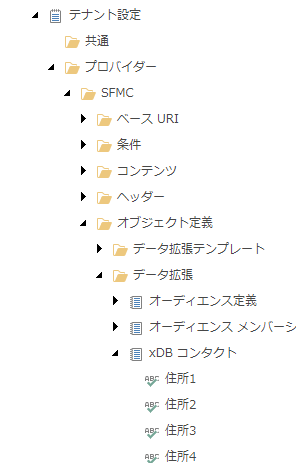 テナント設定
共通
プロバイダー
SFMC
ベース URI
条件
コンテンツ
ヘッダー
オブジェクト定義
データ拡張テンプレート
データ拡張
オーディエンス定義
オーディエンス メンバーシ
xDB コンタクト
ABC 住所1
ABC 住所2
ABC 住所3
ABC 住所4